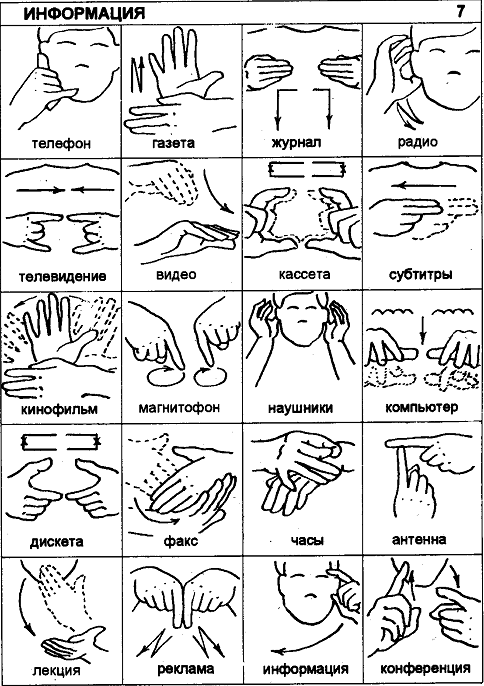 ИНФОРМАЦИЯ 7
телефон газета журнал радио
телевидение видео кассета субтитры
кинофильм магнитофон наушники компьютер
дискета факс часы антенна
лекция реклама информация конференция